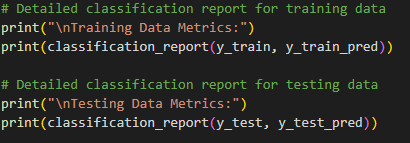 # Detailed classification report for training data
print("\nTraining Data Metrics:")
print(classification_report(y_train, y_train_pred))
# Detailed classification report for testing data
print("\nTesting Data Metrics:")
print(classification_report(y_test, y_test_pred))